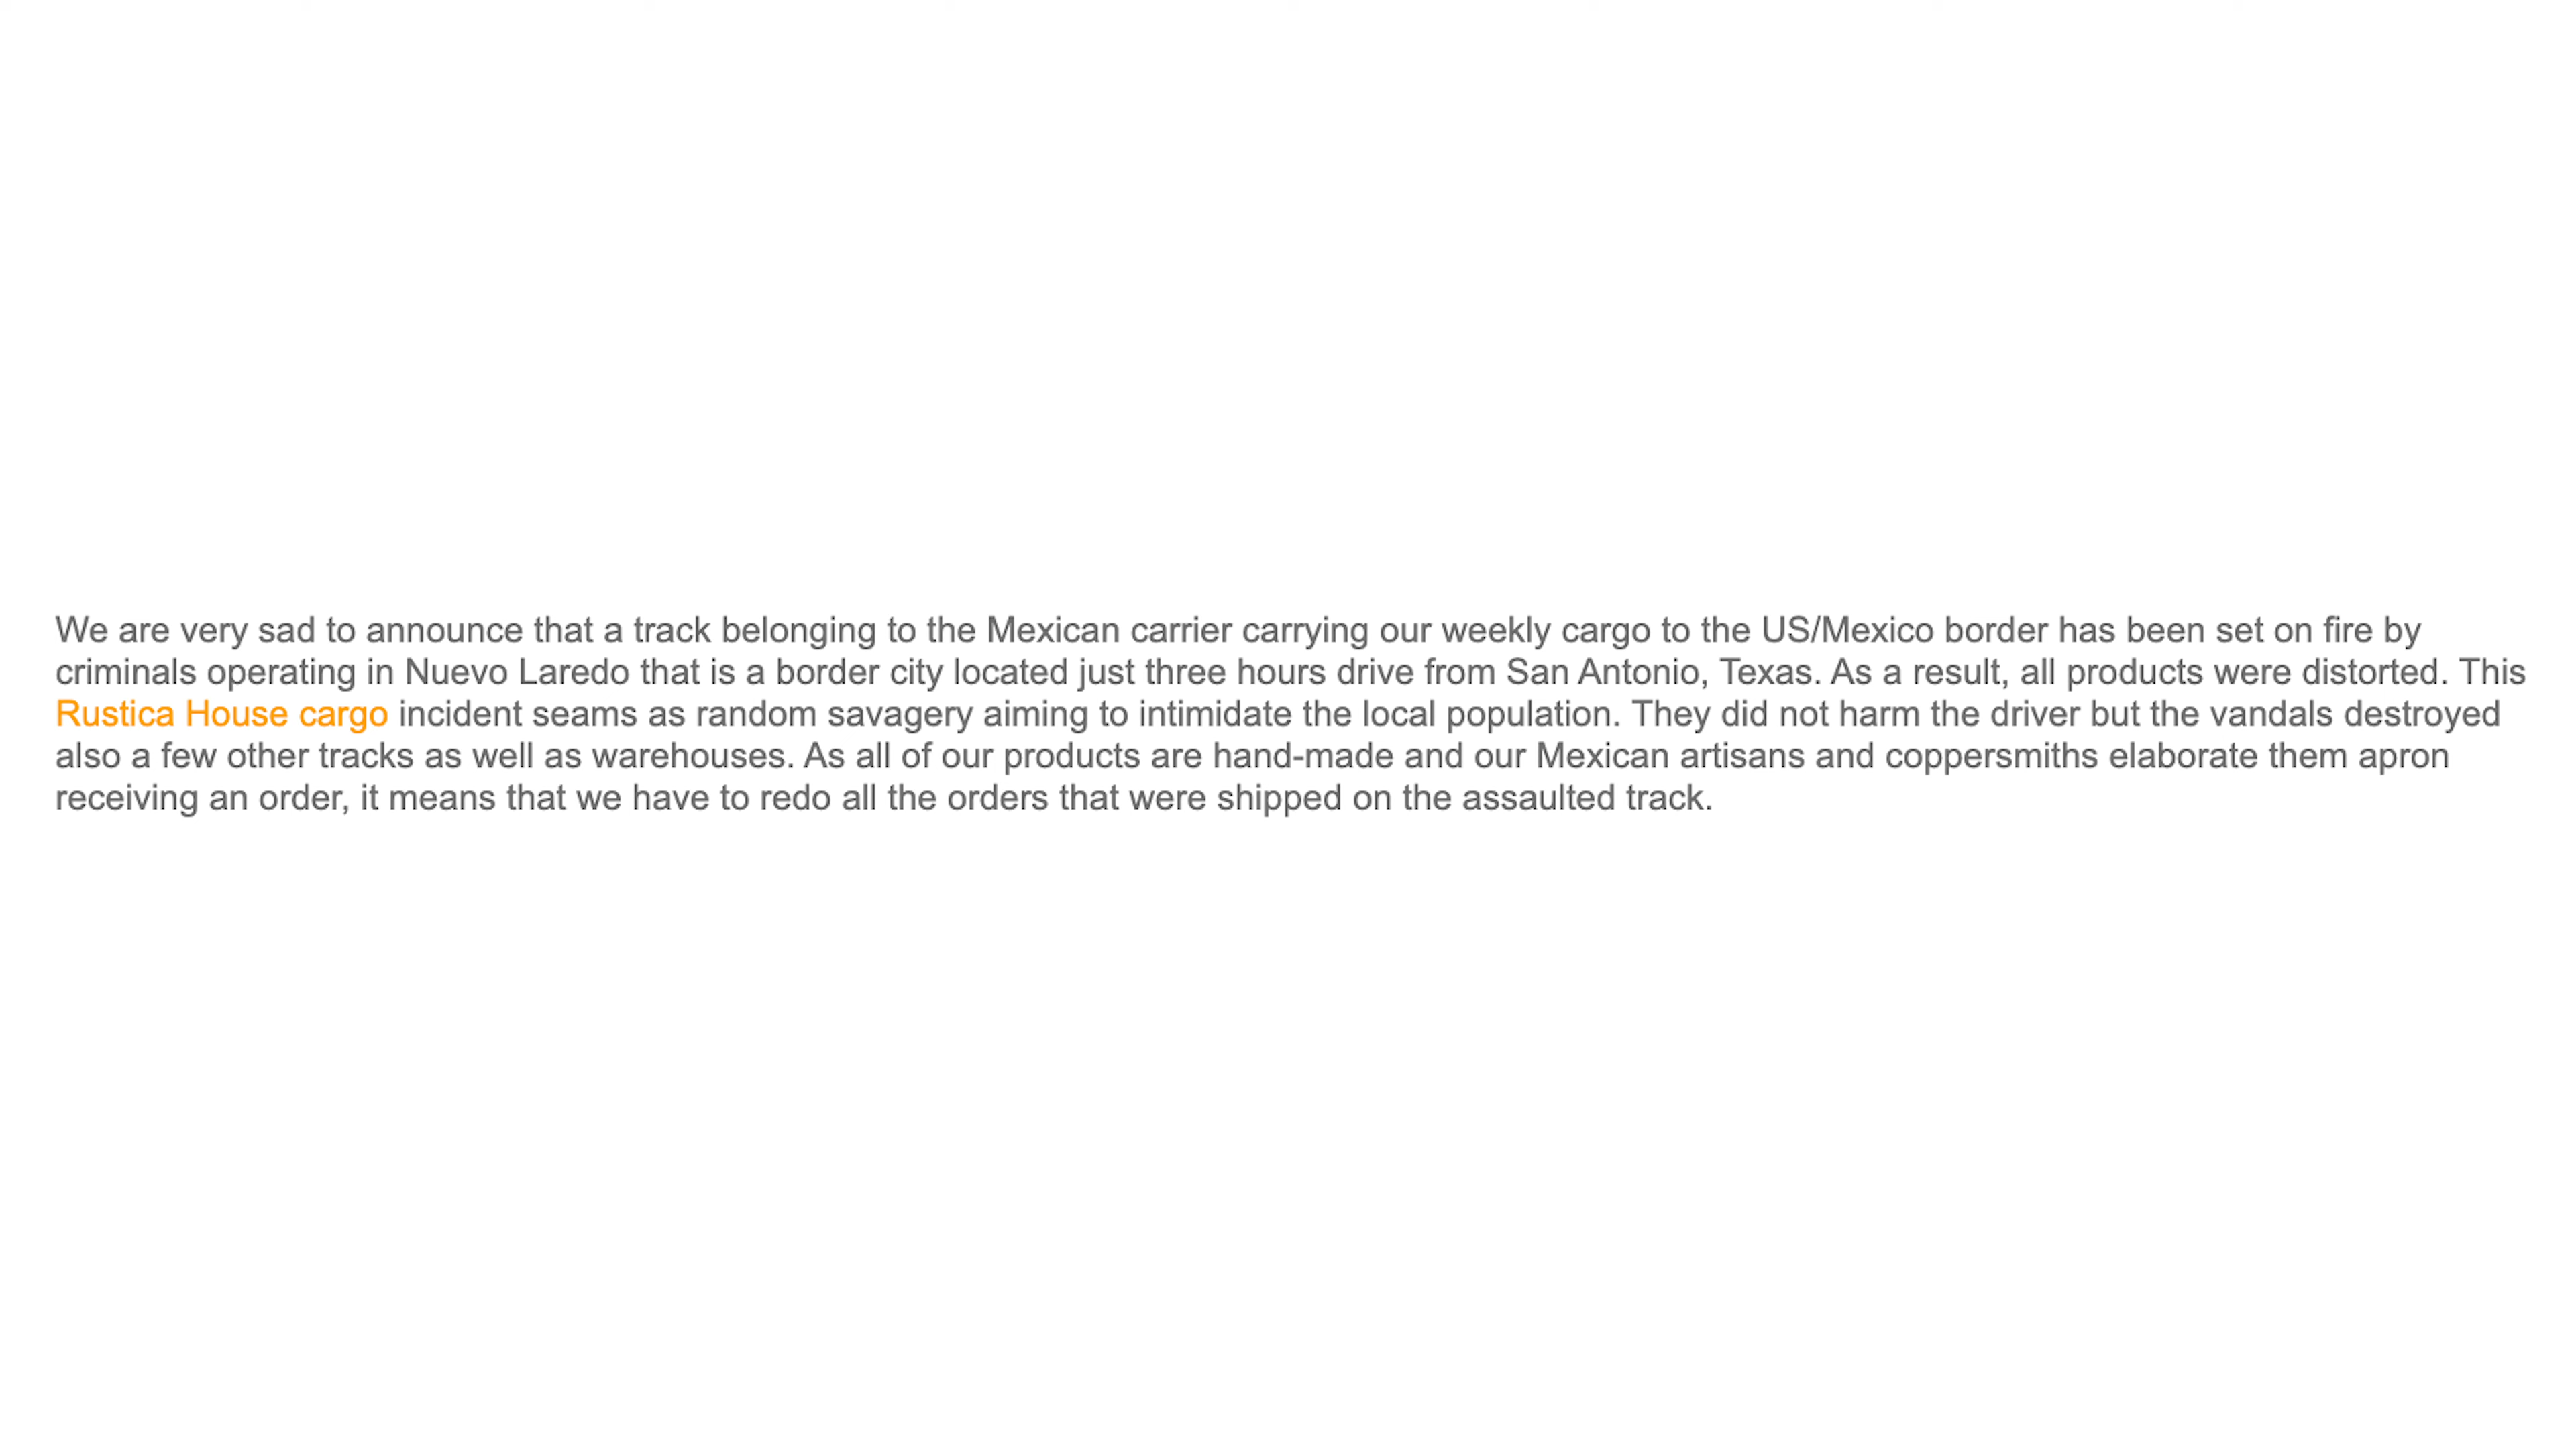 We are very sad to announce that a track belonging to the Mexican carrier carrying our weekly cargo to the US/Mexico border has been set on fire by
criminals operating in Nuevo Laredo that is a border city located just three hours drive from San Antonio, Texas. As a result, all products were distorted. This
Rustica House cargo incident seams as random savagery aiming to intimidate the local population. They did not harm the driver but the vandals destroyed
also a few other tracks as well as warehouses. As all of our products are hand-made and our Mexican artisans and coppersmiths elaborate them apron
receiving an order, it means that we have to redo all the orders that were shipped on the assaulted track.